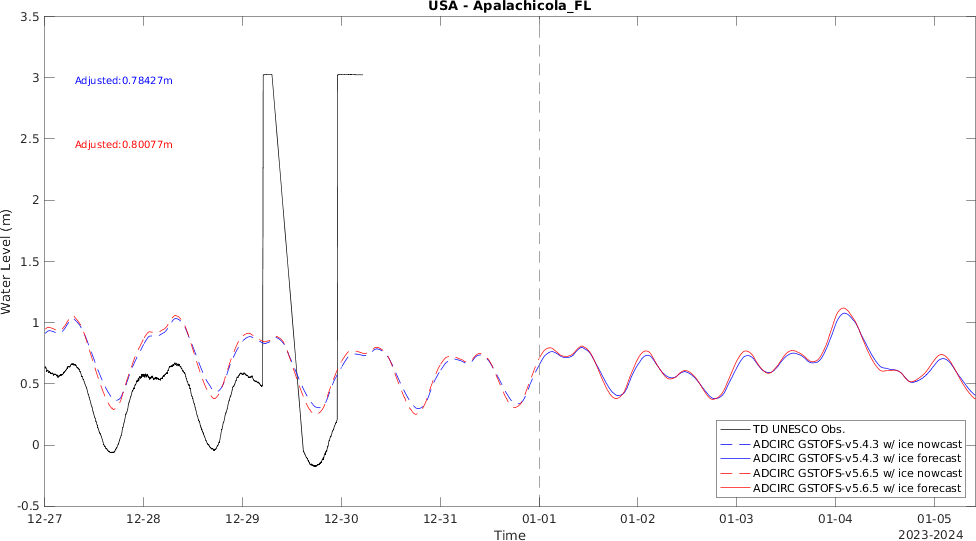 USA - Apalachicola_FL
3.5
3
2.5
2
1.5
1
0.5
0
-0.5
Water Level (m)
Adjusted:0.78427m
Adjusted:0.80077m
TD UNESCO Obs.
ADCIRC GSTOFS-v5.4.3 w/ ice nowcast
ADCIRC GSTOFS-v5.4.3 w/ ice forecast
ADCIRC GSTOFS-v5.6.5 w/ ice nowcast
ADCIRC GSTOFS-v5.6.5 w/ ice forecast
12-27 12-28 12-29 12-30 12-31 01-01 01-02 01-03 01-04 01-05
Time
2023-2024